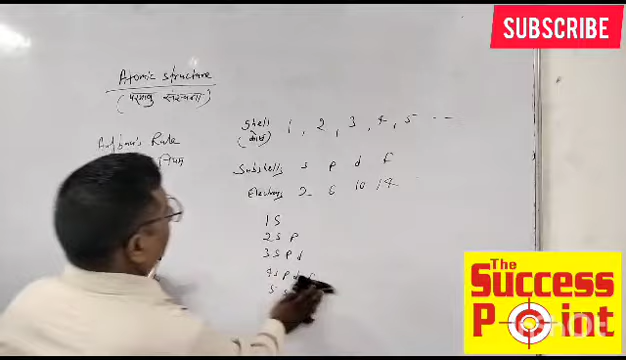 SUBSCRIBE
Atomic structure
(परमाणु संरचना)
Rule
नियम
Shell 1, 2, 3, 4, 5 --
(कोश)
Subshells s p d f
Electrons 2 6 10 14
1 S
2 S P
3 S P d
4 S P d f
5 S
The Success
Point